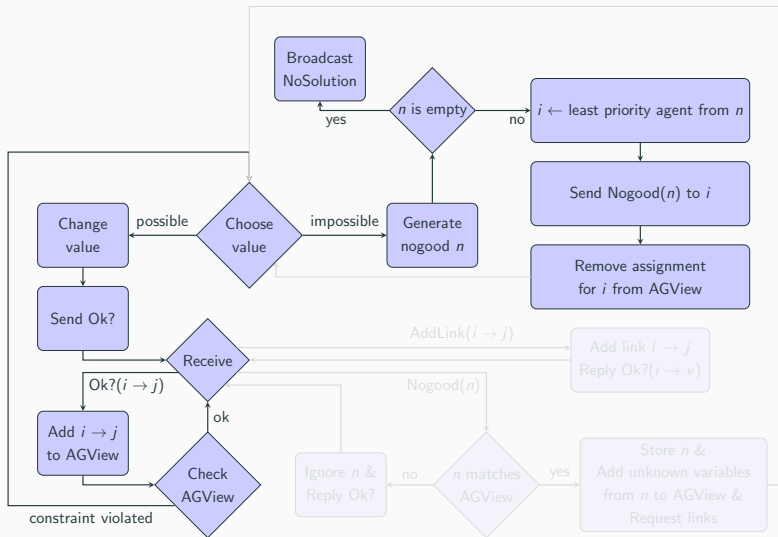 Broadcast
NoSolution
n is empty
yes
no
i ← least priority agent from n
Send Nogood(n) to i
Remove assignment
for i from AGView
Change
value
possible
Choose
value
impossible
Generate
nogood n
Send Ok?
Receive
AddLink(i → j)
Add link i → j
Reply Ok?(i → v)
Ok?(i → j)
Nogood(n)
ok
Add i → j
to AGView
Check
AGView
Ignore n &
Reply Ok?
no
n matches
AGView
yes
Store n &
Add unknown variables
from n to AGView &
Request links
constraint violated